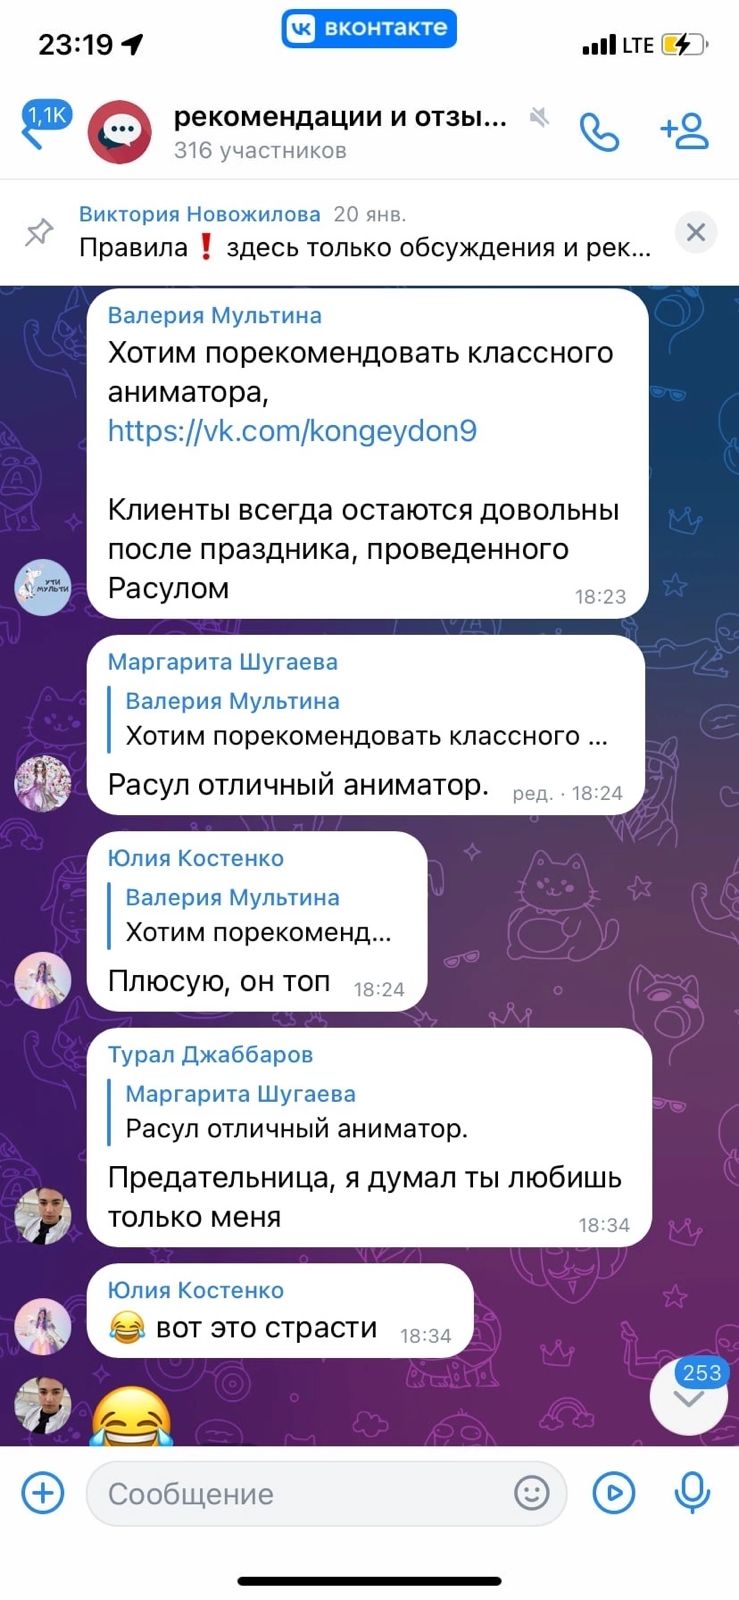 23:19
вконтакте
LTE
1,1K
рекомендации и отзы...
316 участников
Виктория Новожилова 20 янв.
Правила❗ здесь только обсуждения и рек...
Валерия Мультина
Хотим порекомендовать классного
аниматора,
https://vk.com/kongeydon9
Клиенты всегда остаются довольны
после праздника, проведенного
Расулом
18:23
УТИ
МУЛЬТИ
Маргарита Шугаева
Валерия Мультина
Хотим порекомендовать классного ...
Расул отличный аниматор. ред. · 18:24
Юлия Костенко
Валерия Мультина
Хотим порекоменд...
Плюсую, он топ 18:24
Турал Джаббаров
Маргарита Шугаева
Расул отличный аниматор.
Предательница, я думал ты любишь
только меня 18:34
Юлия Костенко
😂 вот это страсти 18:34
253
😂
Сообщение